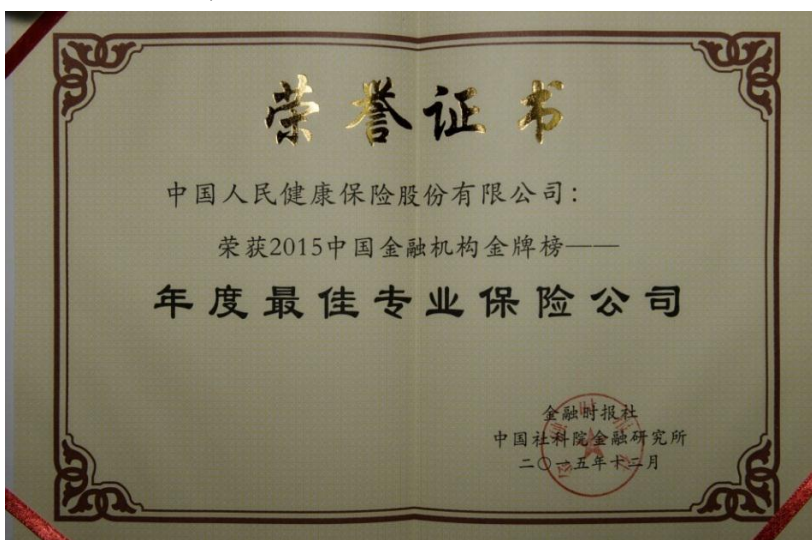 荣誉证书
中国人民健康保险股份有限公司：
荣获2015中国金融机构金牌榜——
年度最佳专业保险公司
金融时报社
中国社科院金融研究所
二〇一五年十二月